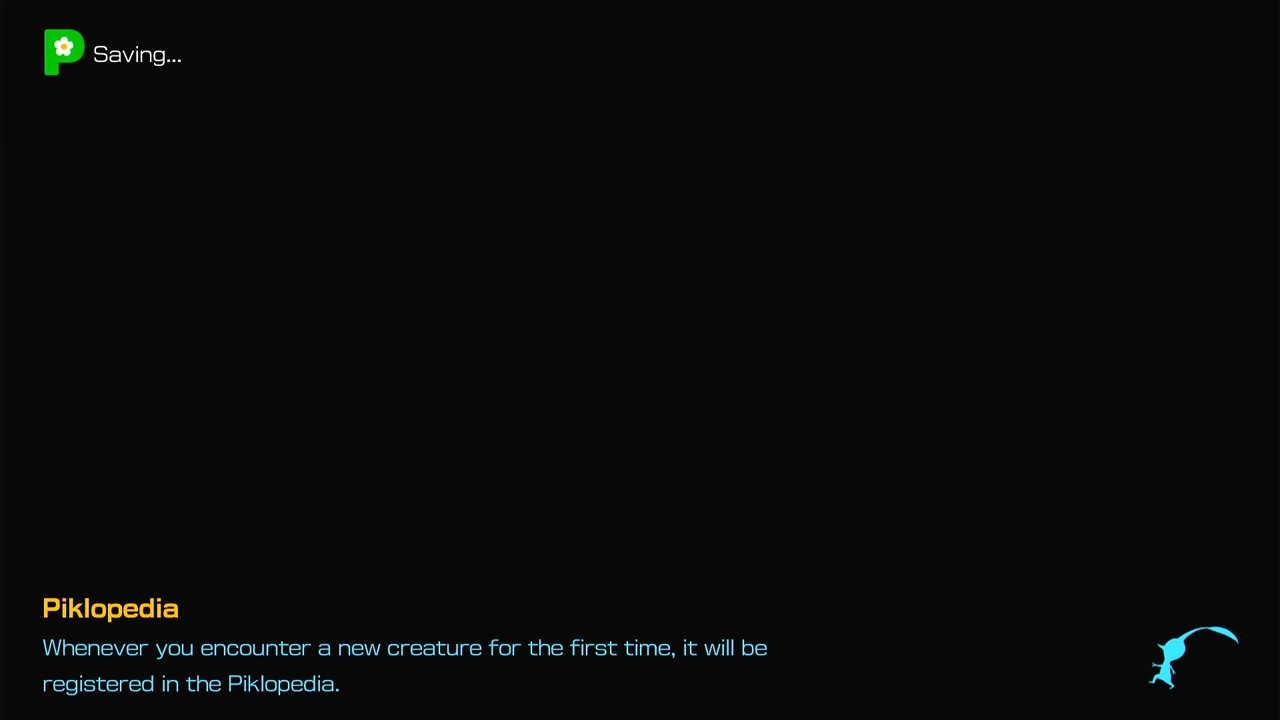 P Saving...
Piklopedia
Whenever you encounter a new creature for the first time, it will be
registered in the Piklopedia.